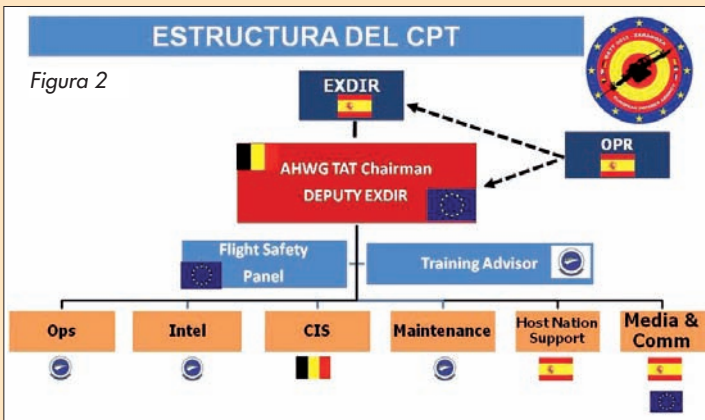 ESTRUCTURA DEL CPT
Figura 2
EXDIR
OPR
AHWG TAT Chairman
DEPUTY EXDIR
Flight Safety
Panel
Training Advisor
Ops
Intel
CIS
Maintenance
Host Nation
Support
Media &
Comm